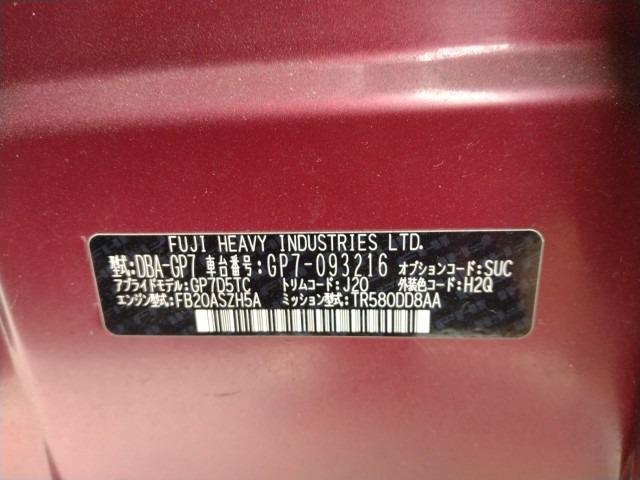 FUJI HEAVY INDUSTRIES LTD.
型式:DBA-GP7 車台番号:GP7-093216 オプションコード:SUC
アプライドモデル:GP7D5TC トリムコード:J20 外装色コード:H2Q
エンジン型式:FB20ASZH5A ミッション型式:TR580DD8AA